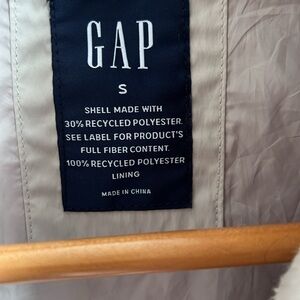 GAP
S
SHELL MADE WITH
30% RECYCLED POLYESTER.
SEE LABEL FOR PRODUCT'S
FULL FIBER CONTENT.
100% RECYCLED POLYESTER
LINING
MADE IN CHINA